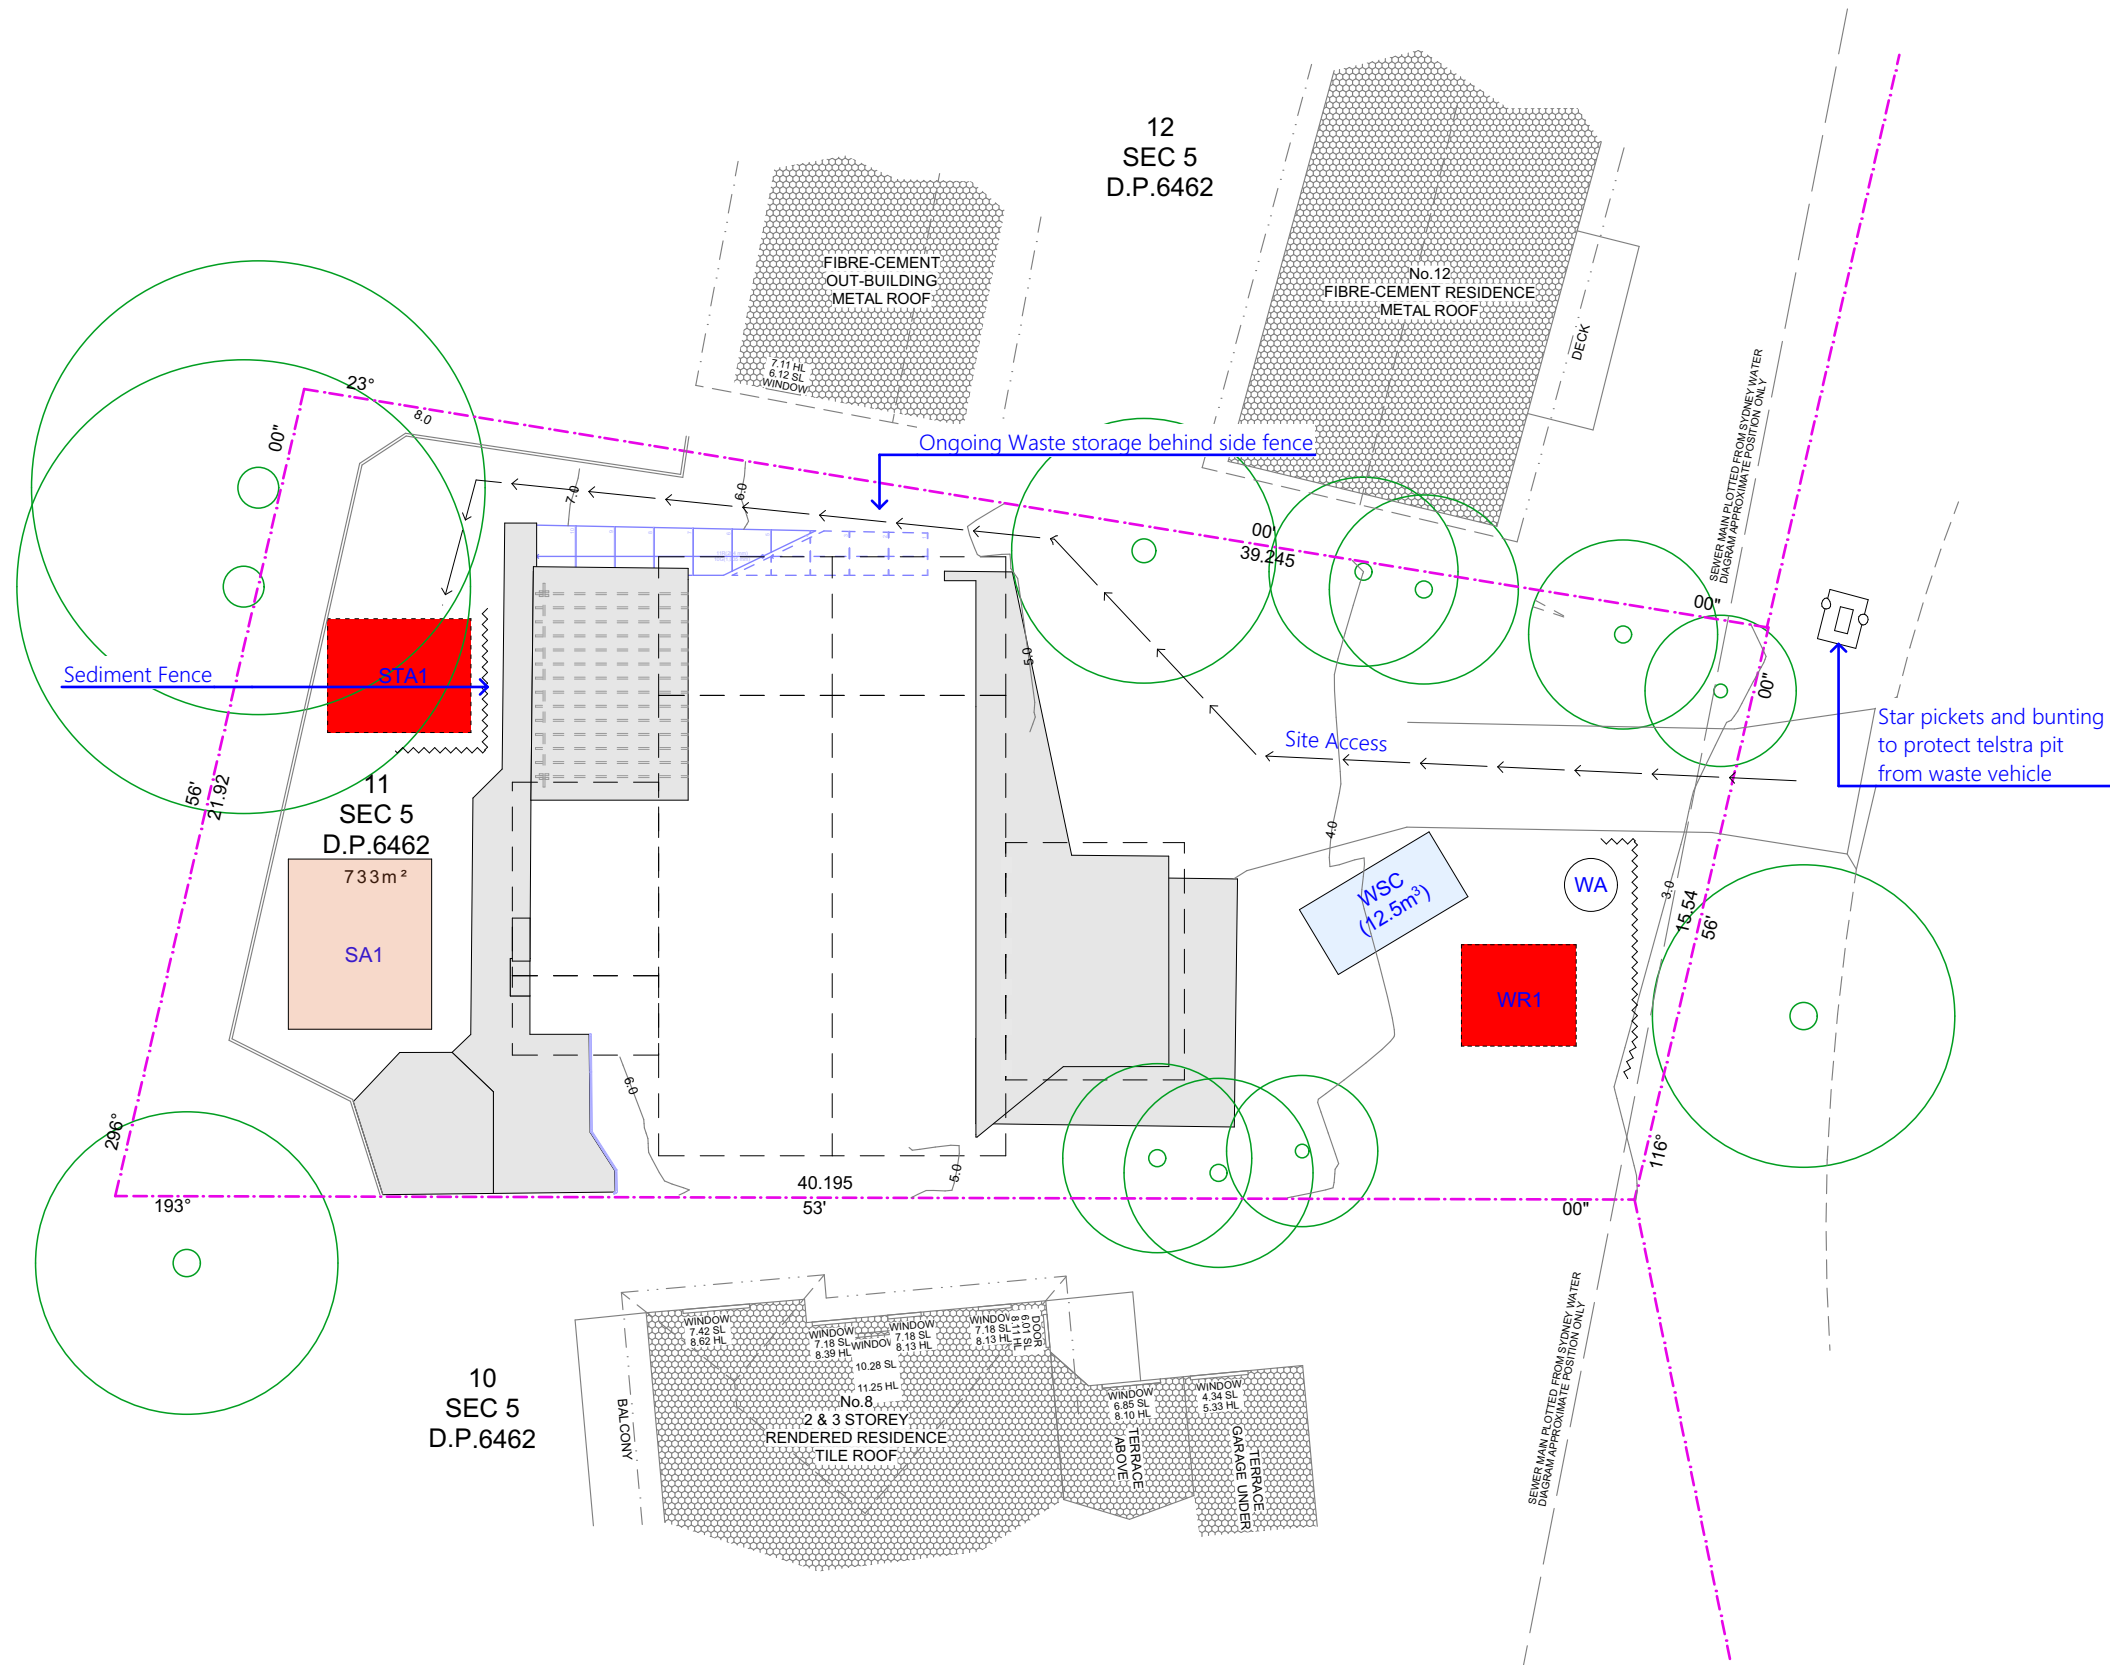 12
SEC 5
D.P.6462
FIBRE-CEMENT
OUT-BUILDING
METAL ROOF
7.11 HL
6.12 SL
WINDOW
No.12
FIBRE-CEMENT RESIDENCE
METAL ROOF
DECK
SEWER MAIN PLOTTED FROM SYDNEY WATER
DIAGRAM APPROXIMATE POSITION ONLY
23°
8.0
00"
Ongoing Waste storage behind side fence
7.0
6.0
00'
39.245
00"
00"
Sediment Fence
STA1
5.0
Site Access
Star pickets and bunting
to protect telstra pit
from waste vehicle
56'
21.92
11
SEC 5
D.P.6462
733m²
SA1
4.0
WSC
(12.5m³)
WA
3.0
15.54
56'
WR1
6.0
296°
116°
5.0
193°
40.195
53'
00"
WINDOW
7.42 SL
8.62 HL
WINDOW
7.18 SL
8.39 HL
WINDOW
10.28 SL
11.25 HL
WINDOW
7.18 SL
8.13 HL
WINDOW
7.18 SL
8.13 HL
DOOR
6.01 SL
8.11 HL
10
SEC 5
D.P.6462
BALCONY
No.8
2 & 3 STOREY
RENDERED RESIDENCE
TILE ROOF
WINDOW
6.85 SL
8.10 HL
TERRACE
ABOVE
WINDOW
4.34 SL
5.33 HL
TERRACE
GARAGE UNDER
SEWER MAIN PLOTTED FROM SYDNEY WATER
DIAGRAM APPROXIMATE POSITION ONLY